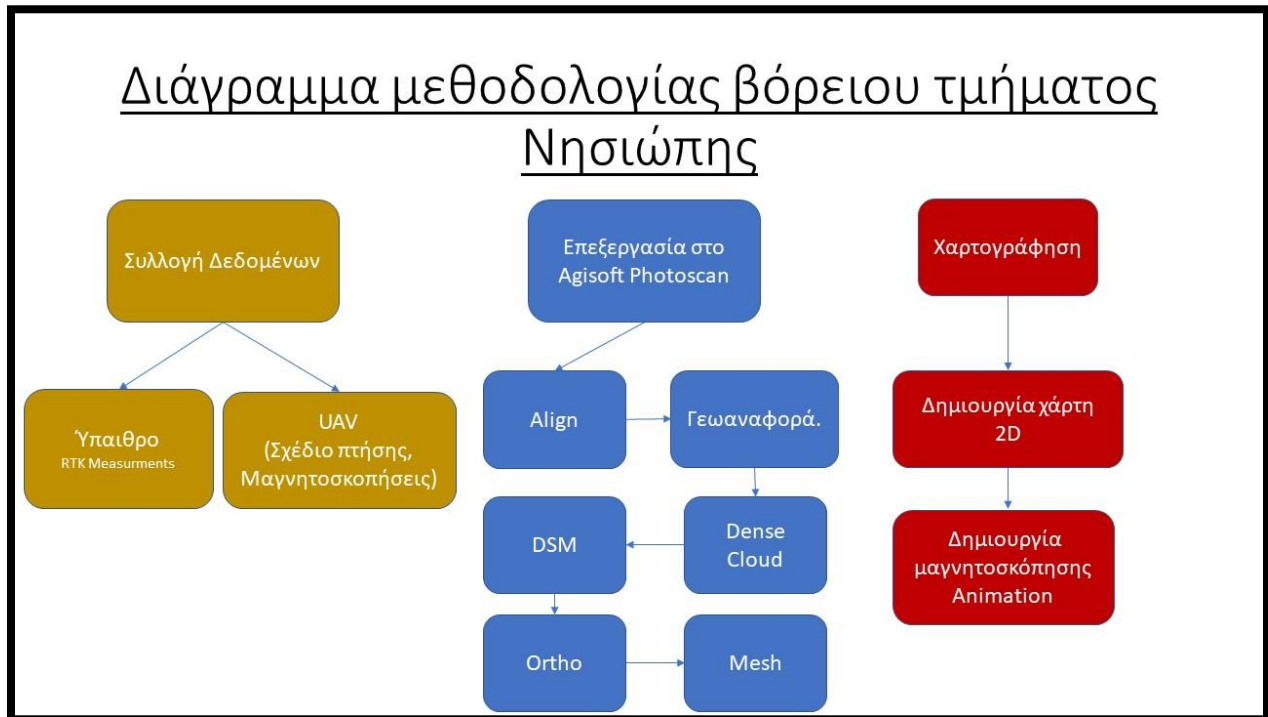 Διάγραμμα μεθοδολογίας βόρειου τμήματος
Νησιώπης
Συλλογή Δεδομένων
Ύπαιθρο
RTK Measurments
UAV
(Σχέδιο πτήσης,
Μαγνητοσκοπήσεις)
Επεξεργασία στο
Agisoft Photoscan
Align
Γεωαναφορά.
Dense
Cloud
DSM
Ortho
Mesh
Χαρτογράφηση
Δημιουργία χάρτη
2D
Δημιουργία
μαγνητοσκόπησης
Animation